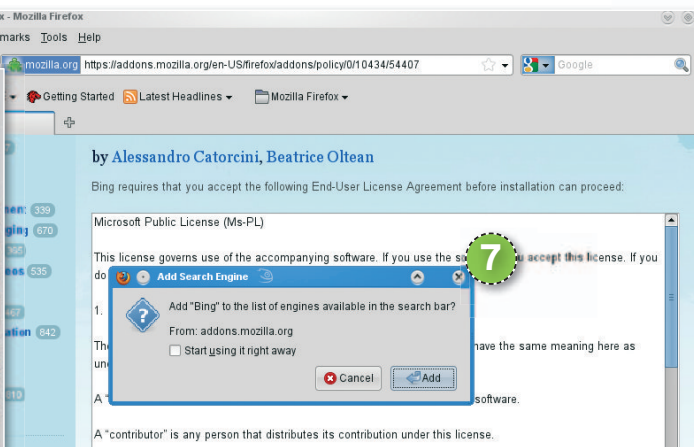 x - Mozilla Firefox
marks Tools Help
mozilla.org https://addons.mozilla.org/en-US/firefox/addons/policy/0/10434/54407 Google
Getting Started Latest Headlines Mozilla Firefox
by Alessandro Catorcini, Beatrice Oltean
Bing requires that you accept the following End-User License Agreement before installation can proceed:
339
670
535
842
Microsoft Public License (Ms-PL)
This license governs use of the accompanying software. If you use the accept this license. If you
do
7
Add Search Engine
Add "Bing" to the list of engines available in the search bar?
From: addons.mozilla.org
Start using it right away
Cancel Add
1.
have the same meaning here as
software.
A "contributor" is any person that distributes its contribution under this license.